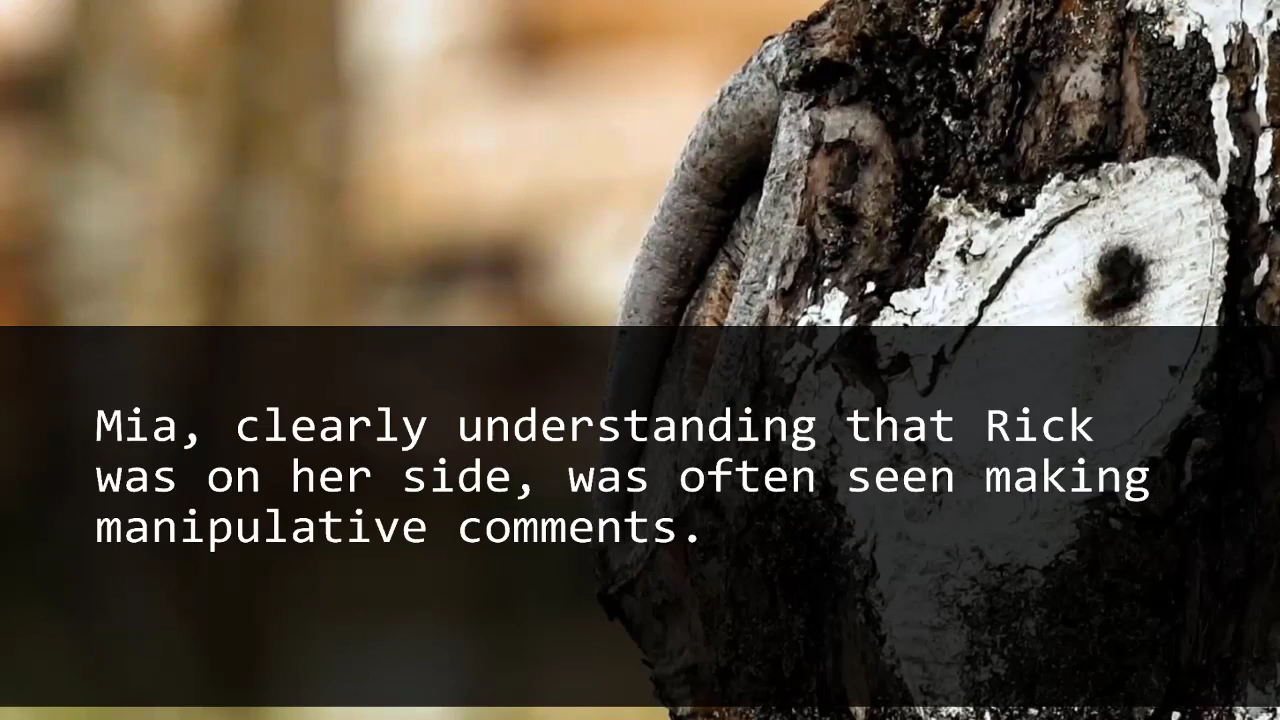 Mia, clearly understanding that Rick
was on her side, was often seen making
manipulative comments.